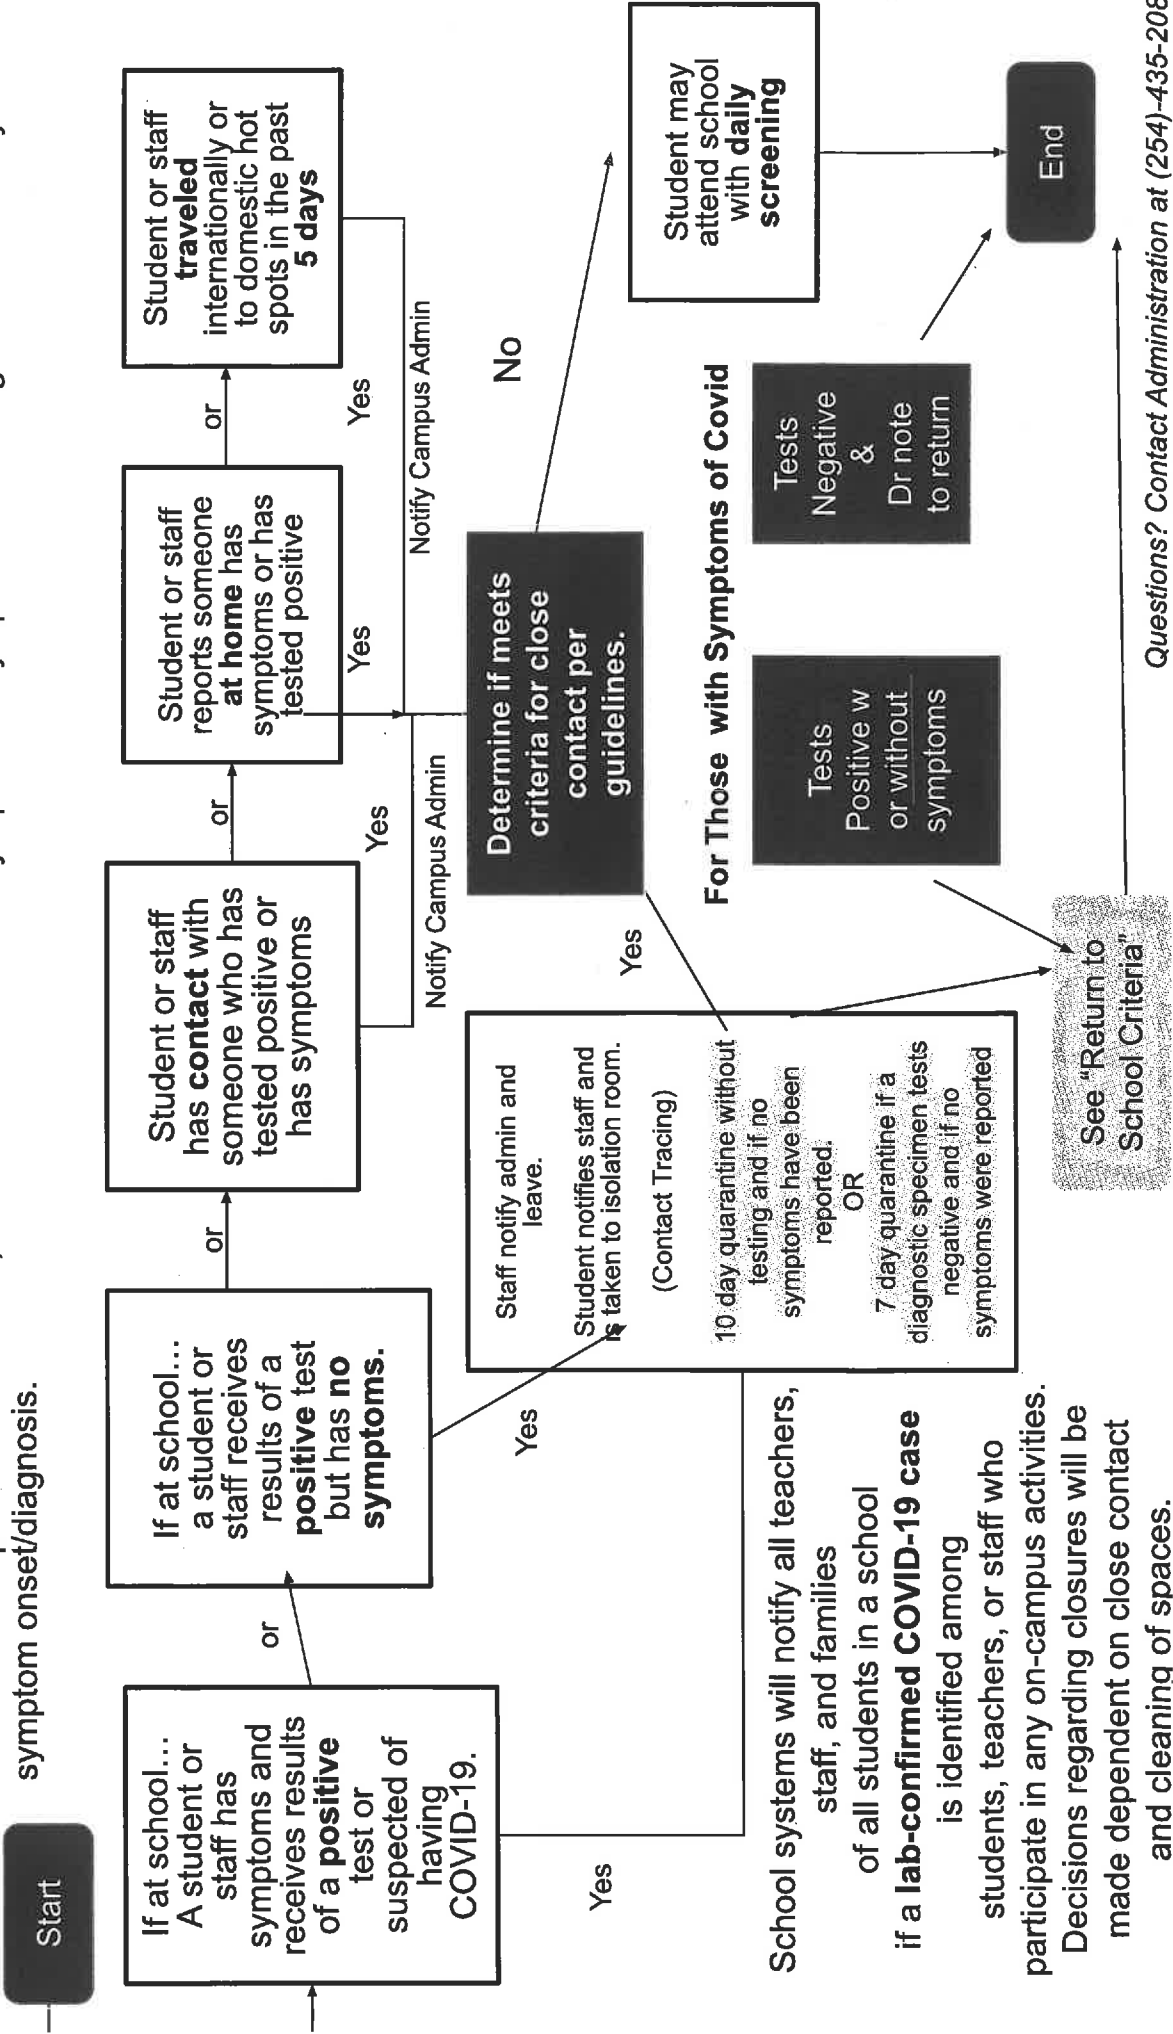 symptom onset/diagnosis.
Start
If at school...
A student or
staff has
symptoms and
receives results
of a positive
test or
suspected of
having
COVID-19.
or
If at school...
a student or
staff receives
results of a
positive test
but has no
symptoms.
or
Student or staff
has contact with
someone who has
tested positive or
has symptoms
or
Student or staff
reports someone
at home has
symptoms or has
tested positive
or
Student or staff
traveled
internationally or
to domestic hot
spots in the past
5 days
Yes
Yes
Yes
Notify Campus Admin
Yes
Yes
Notify Campus Admin
Staff notify admin and
leave.
Student notifies staff and
is taken to isolation room.
(Contact Tracing)
10 day quarantine without
testing and if no
symptoms have been
reported.
OR
7 day quarantine if a
diagnostic specimen tests
negative and if no
symptoms were reported
Yes
Determine if meets
criteria for close
contact per
guidelines.
No
Student may
attend school
with daily
screening
For Those with Symptoms of Covid
Tests
Positive w
or without
symptoms
Tests
Negative
&
Dr note
to return
End
See "Return to
School Criteria"
School systems will notify all teachers,
staff, and families
of all students in a school
if a lab-confirmed COVID-19 case
is identified among
students, teachers, or staff who
participate in any on-campus activities.
Decisions regarding closures will be
made dependent on close contact
and cleaning of spaces.
Questions? Contact Administration at (254)-435-208